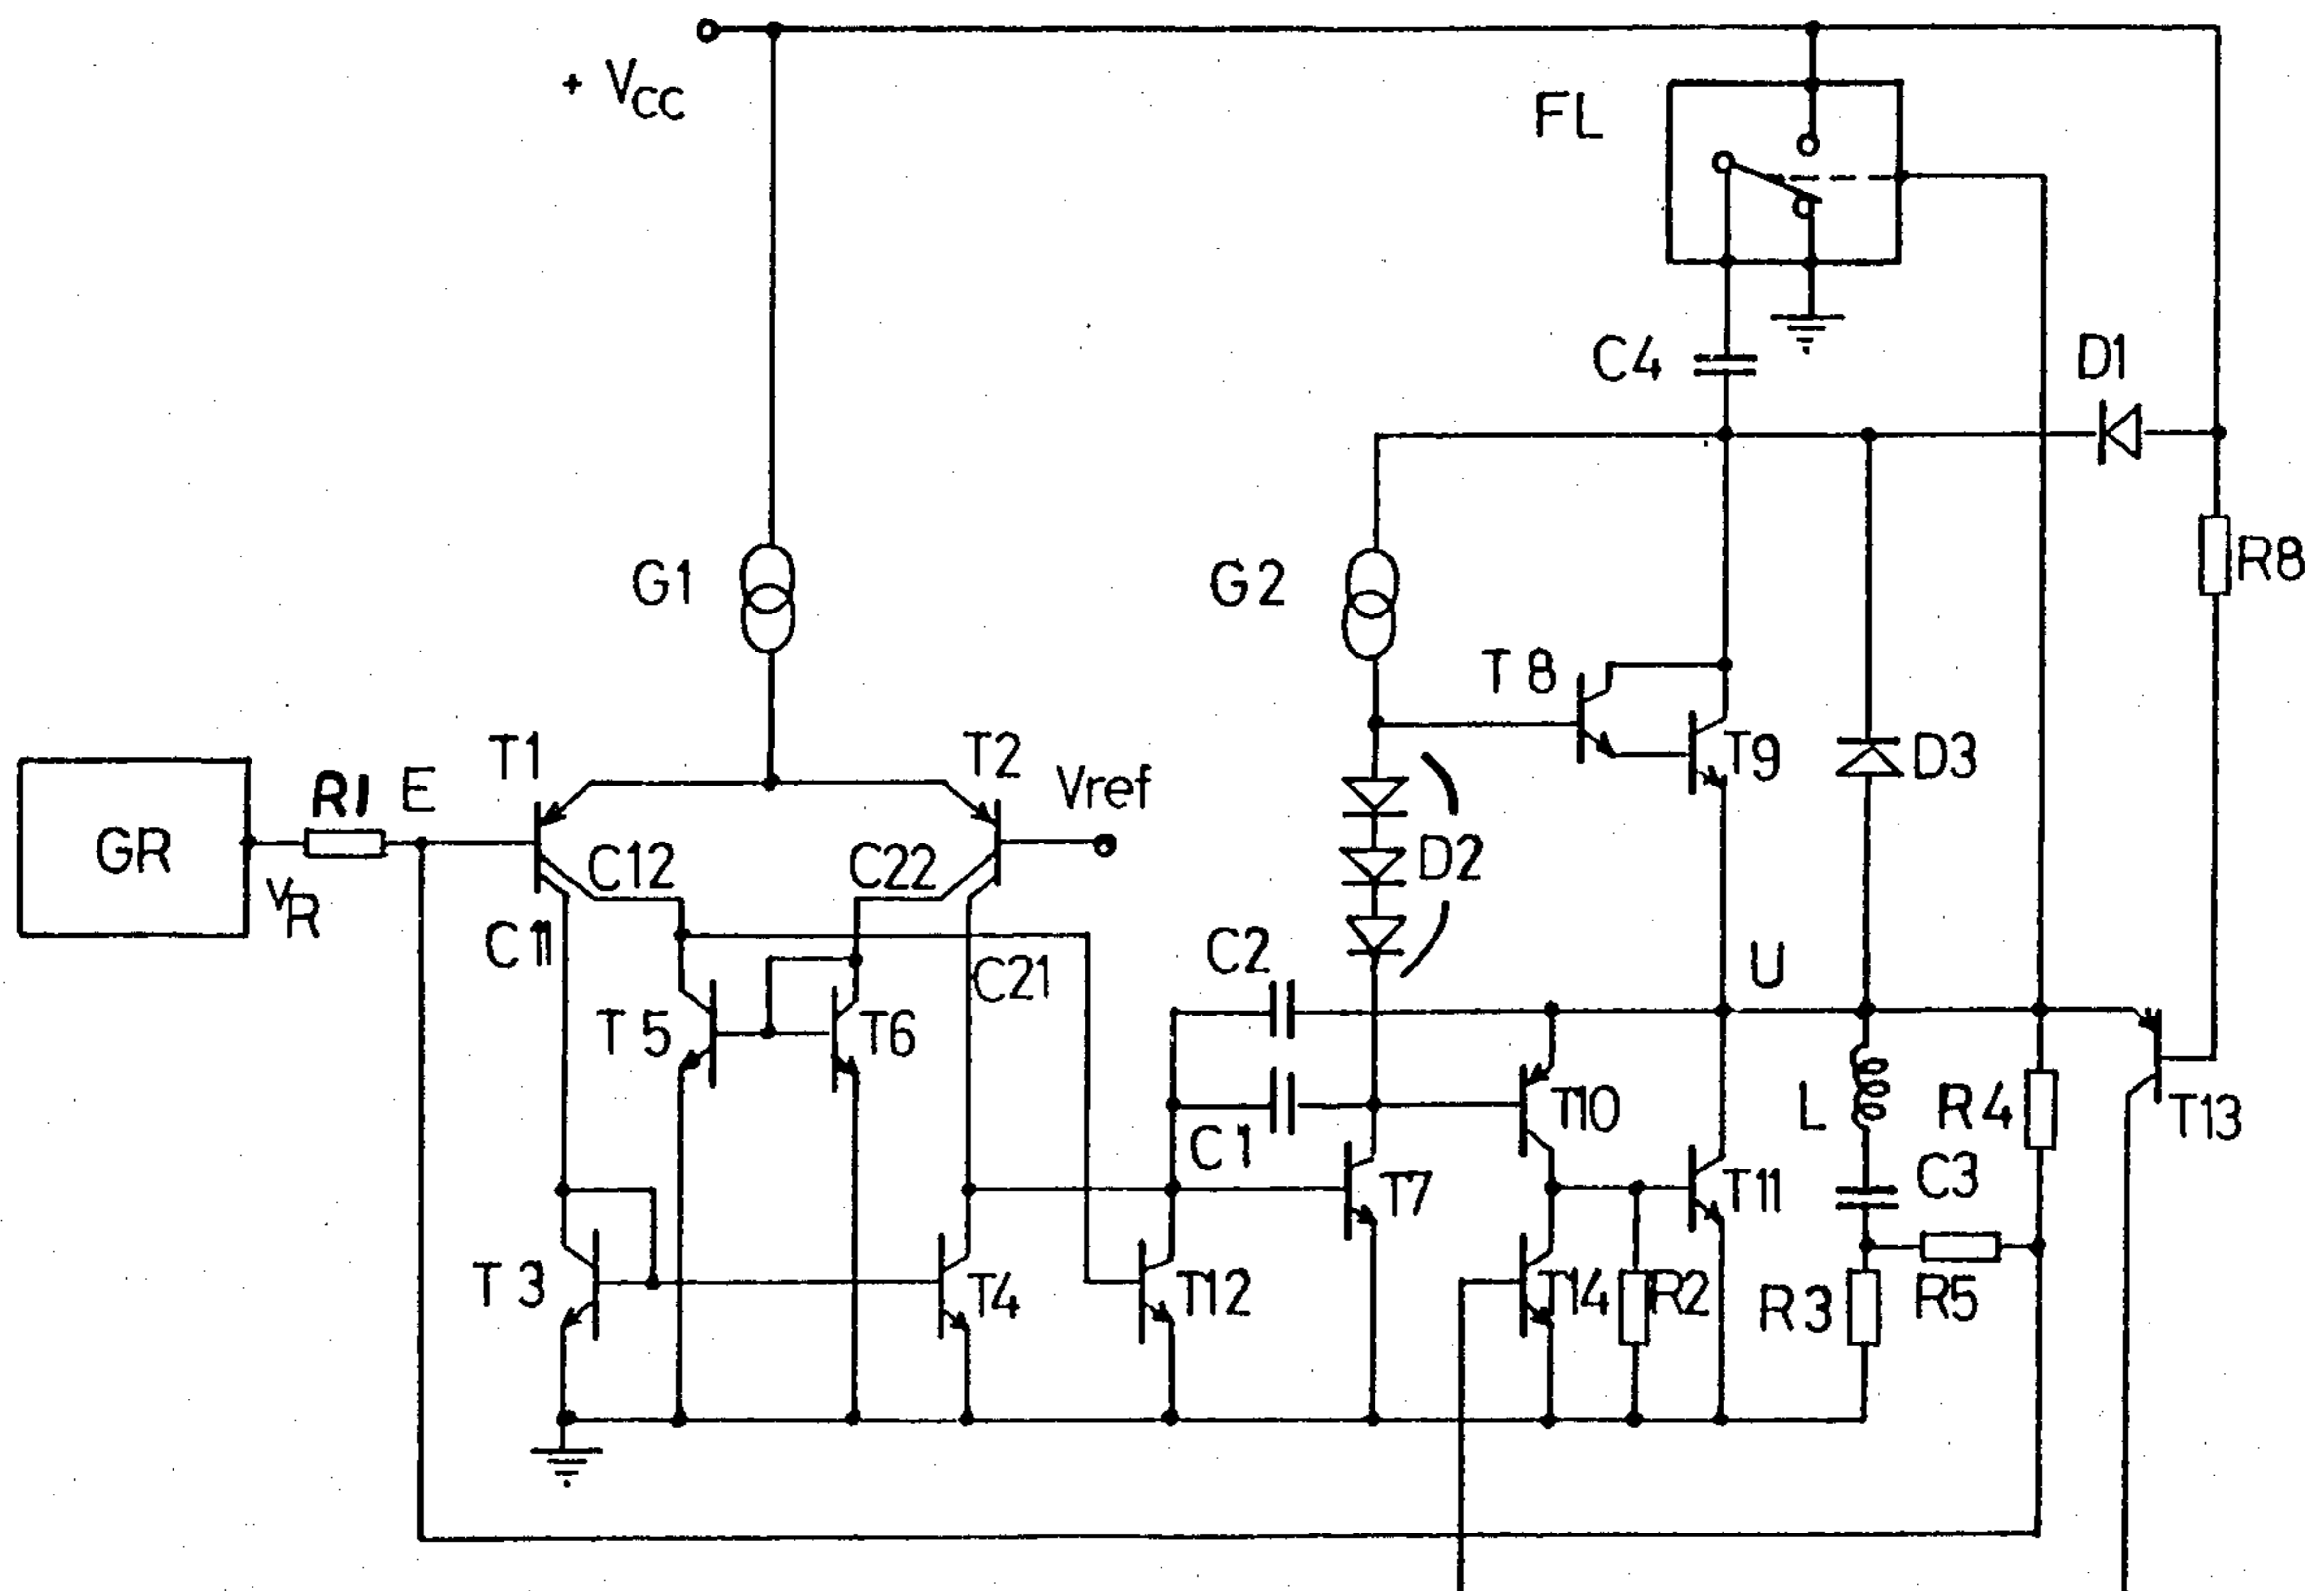 + VCC
FL
C4
D1
G1
G2
R8
T8
T1
T2
Vref
T9
D3
GR
R1
E
VR
C12
C22
D2
C11
C2
U
C21
T5
T6
T10
L
R4
T13
C1
T7
T11
C3
T3
T4
T12
T14
R2
R3
R5